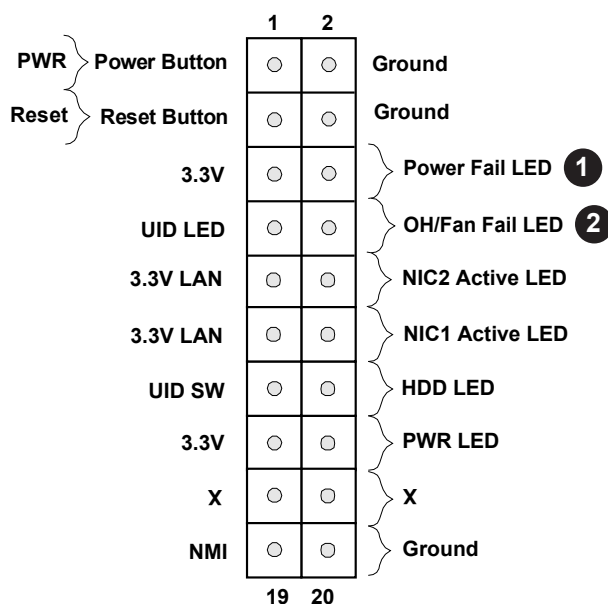 1 2
PWR Power Button Ground
Reset Reset Button Ground
3.3V Power Fail LED 1
UID LED OH/Fan Fail LED 2
3.3V LAN NIC2 Active LED
3.3V LAN NIC1 Active LED
UID SW HDD LED
3.3V PWR LED
X X
NMI Ground
19 20